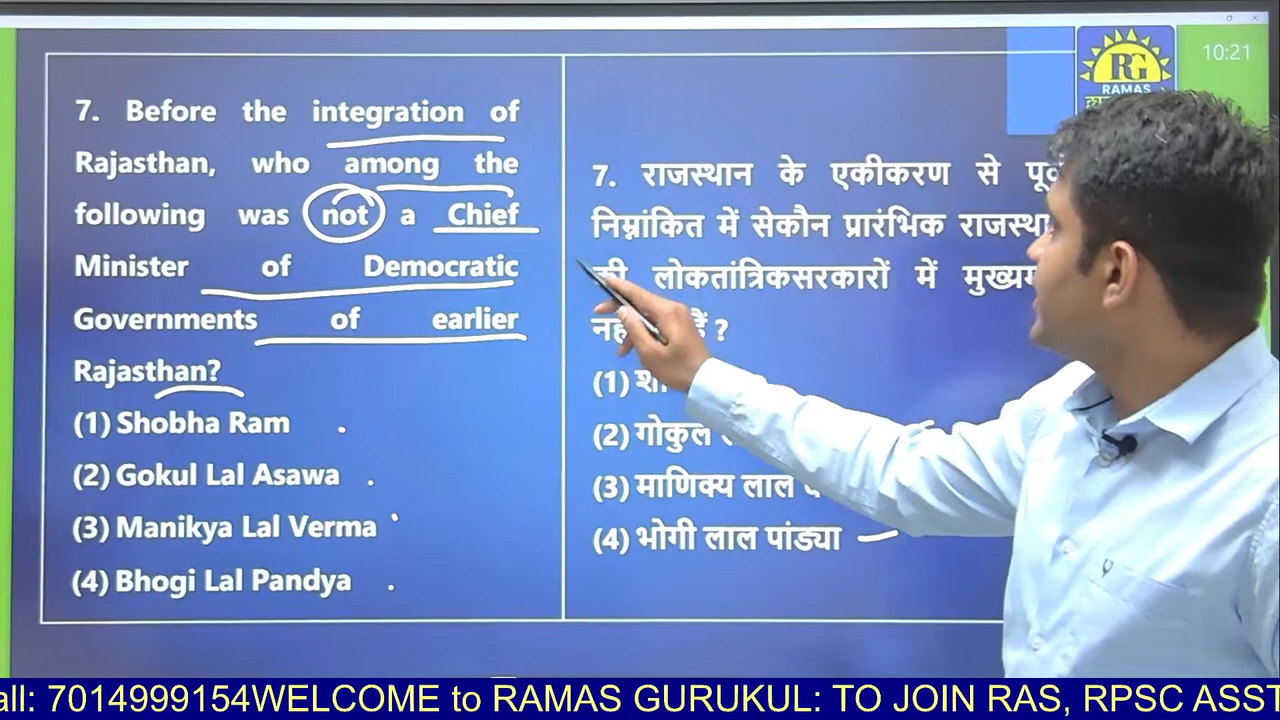 10:21
RG
RAMAS
7. Before the integration of
Rajasthan, who among the
following was not a Chief
Minister of Democratic
Governments of earlier
Rajasthan?
(1) Shobha Ram
(2) Gokul Lal Asawa
(3) Manikya Lal Verma
(4) Bhogi Lal Pandya
7. राजस्थान के एकीकरण से
निम्नांकित में सेकौन प्रारंभिक
लोकतांत्रिकसरकारों में
हैं ?
(1)
(2) गोकुल
(3) माणिक्य लाल
(4) भोगी लाल पांड्या
all: 7014999154WELCOME to RAMAS GURUKUL: TO JOIN RAS, RPSC ASST